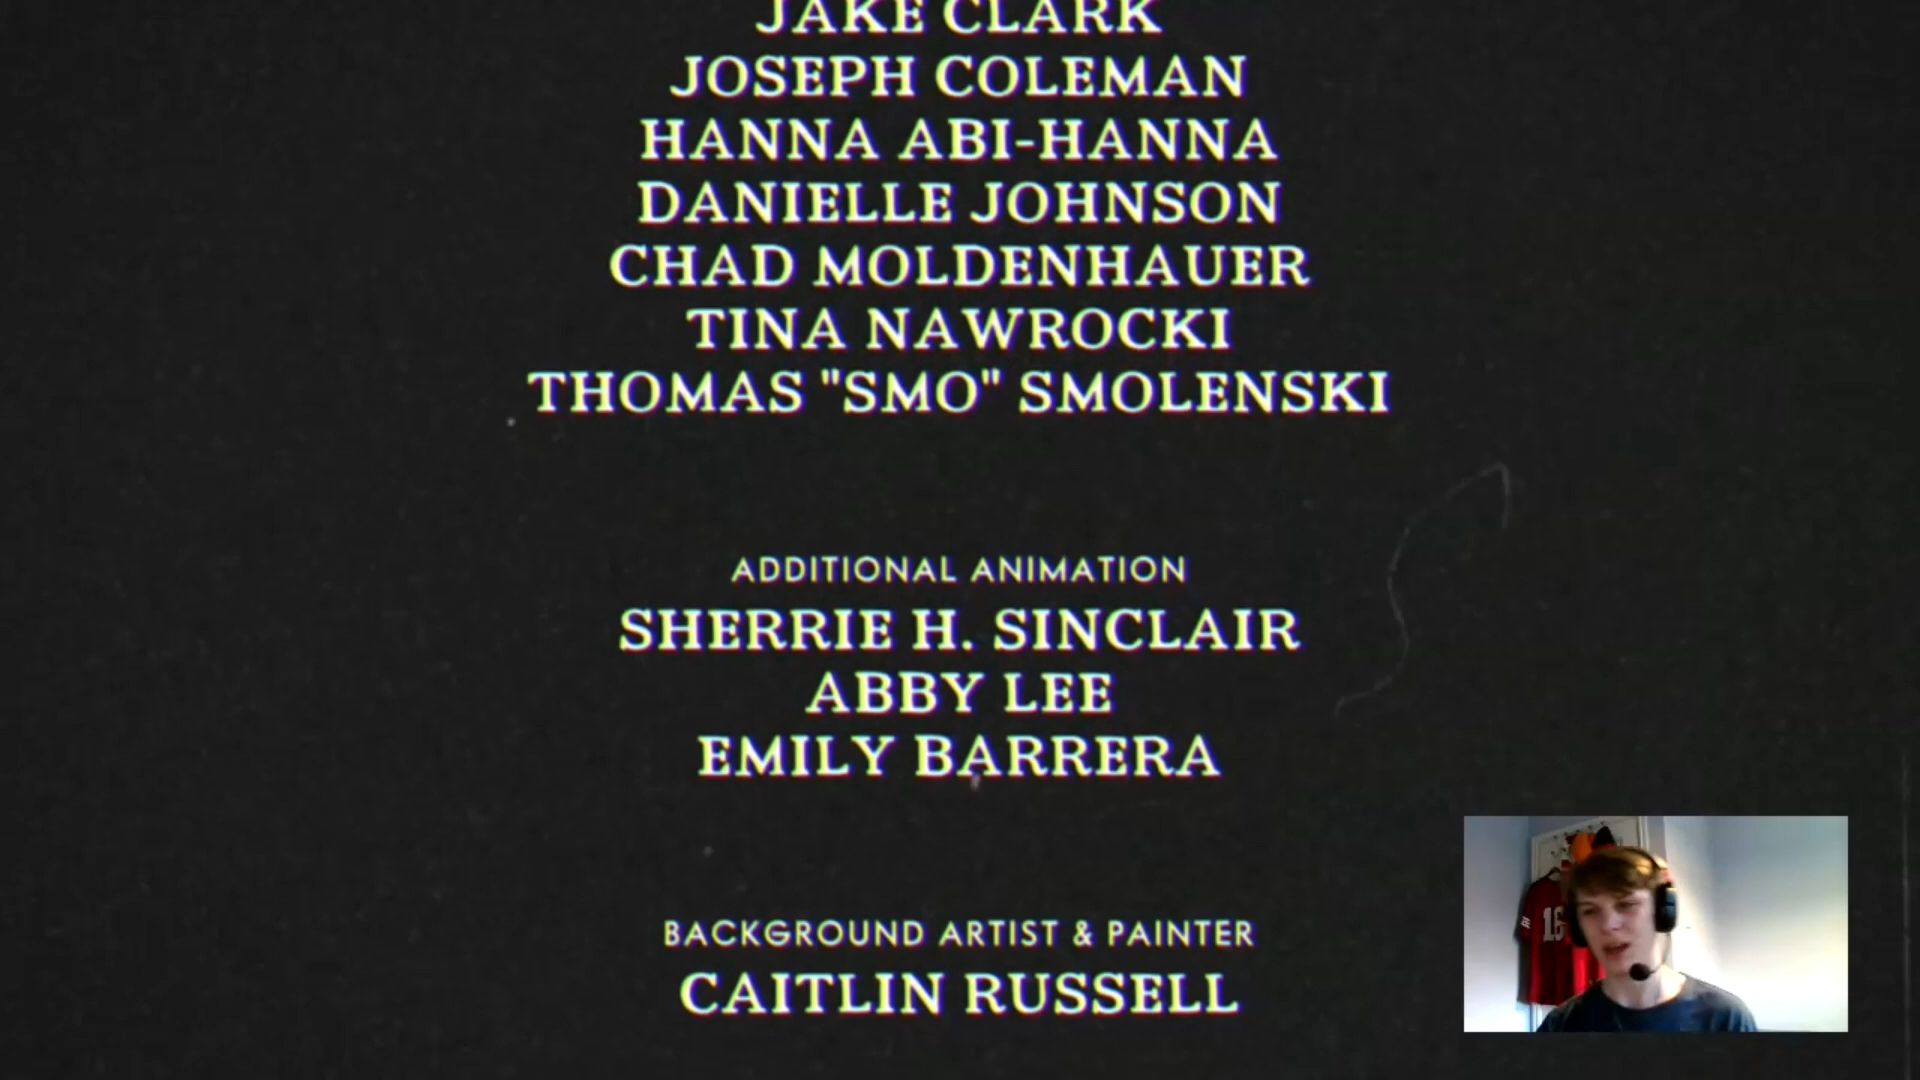 JAKE CLARK
JOSEPH COLEMAN
HANNA ABI-HANNA
DANIELLE JOHNSON
CHAD MOLDENHAUER
TINA NAWROCKI
THOMAS "SMO" SMOLENSKI
ADDITIONAL ANIMATION
SHERRIE H. SINCLAIR
ABBY LEE
EMILY BARRERA
BACKGROUND ARTIST & PAINTER
CAITLIN RUSSELL
16